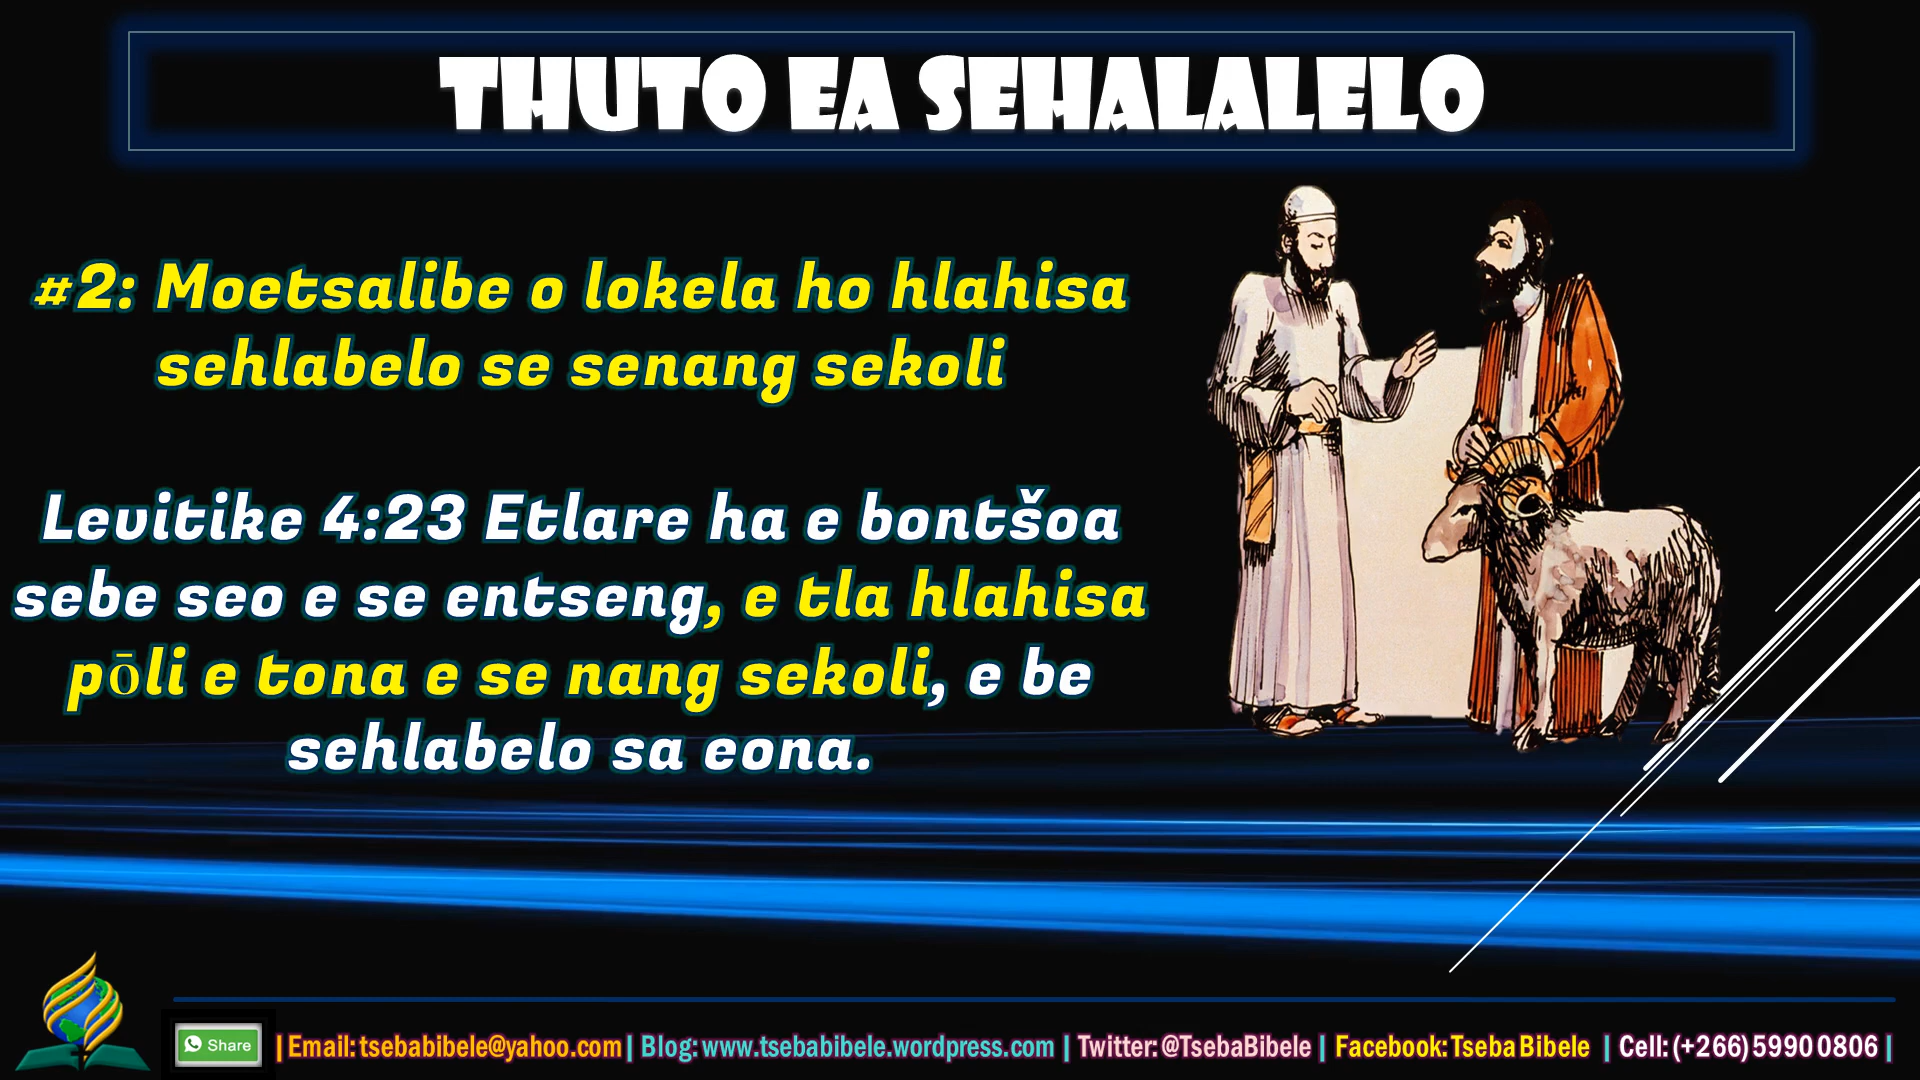 THUTO EA SEHALALELO
#2: Moetsalibe o lokela ho hlahisa
sehlabelo se senang sekoli
Levitike 4:23 Etlare ha e bontšoa
sebe seo e se entseng, e tla hlahisa
pōli e tona e se nang sekoli, e be
sehlabelo sa eona.
Share | Email: tsebabibele@yahoo.com | Blog: www.tsebabibele.wordpress.com | Twitter: @TsebaBibele | Facebook: Tseba Bibele | Cell: (+266) 5990 0806 |